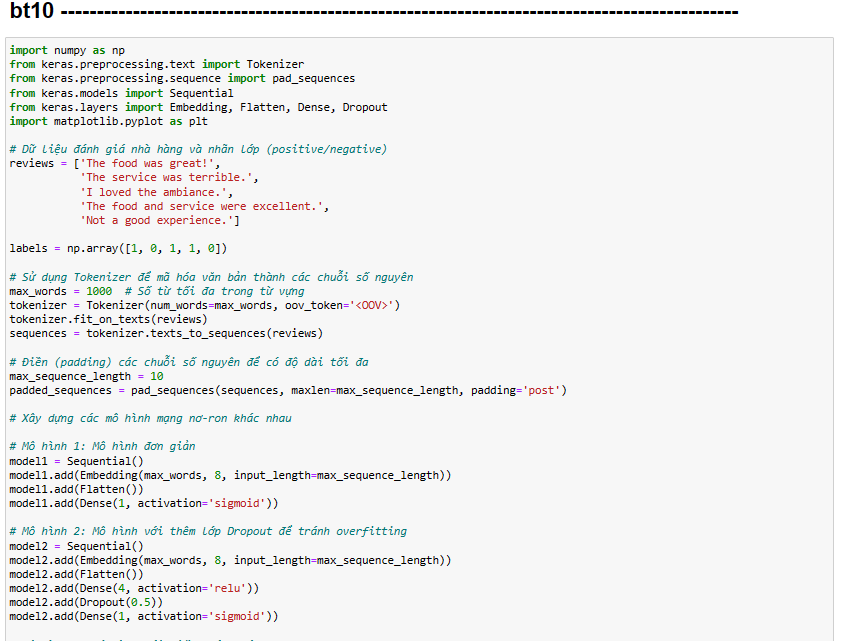 bt10 ----------------------------------------------------------------------------------------------
import numpy as np
from keras.preprocessing.text import Tokenizer
from keras.preprocessing.sequence import pad_sequences
from keras.models import Sequential
from keras.layers import Embedding, Flatten, Dense, Dropout
import matplotlib.pyplot as plt
# Dữ liệu đánh giá nhà hàng và nhãn lớp (positive/negative)
reviews = ['The food was great!',
'The service was terrible.',
'I loved the ambiance.',
'The food and service were excellent.',
'Not a good experience.']
labels = np.array([1, 0, 1, 1, 0])
# Sử dụng Tokenizer để mã hóa văn bản thành các chuỗi số nguyên
max_words = 1000  # Số từ tối đa trong từ vựng
tokenizer = Tokenizer(num_words=max_words, oov_token='<OOV>')
tokenizer.fit_on_texts(reviews)
sequences = tokenizer.texts_to_sequences(reviews)
# Điền (padding) các chuỗi số nguyên để có độ dài tối đa
max_sequence_length = 10
padded_sequences = pad_sequences(sequences, maxlen=max_sequence_length, padding='post')
# Xây dựng các mô hình mạng nơ-ron khác nhau
# Mô hình 1: Mô hình đơn giản
model1 = Sequential()
model1.add(Embedding(max_words, 8, input_length=max_sequence_length))
model1.add(Flatten())
model1.add(Dense(1, activation='sigmoid'))
# Mô hình 2: Mô hình với thêm lớp Dropout để tránh overfitting
model2 = Sequential()
model2.add(Embedding(max_words, 8, input_length=max_sequence_length))
model2.add(Flatten())
model2.add(Dense(4, activation='relu'))
model2.add(Dropout(0.5))
model2.add(Dense(1, activation='sigmoid'))